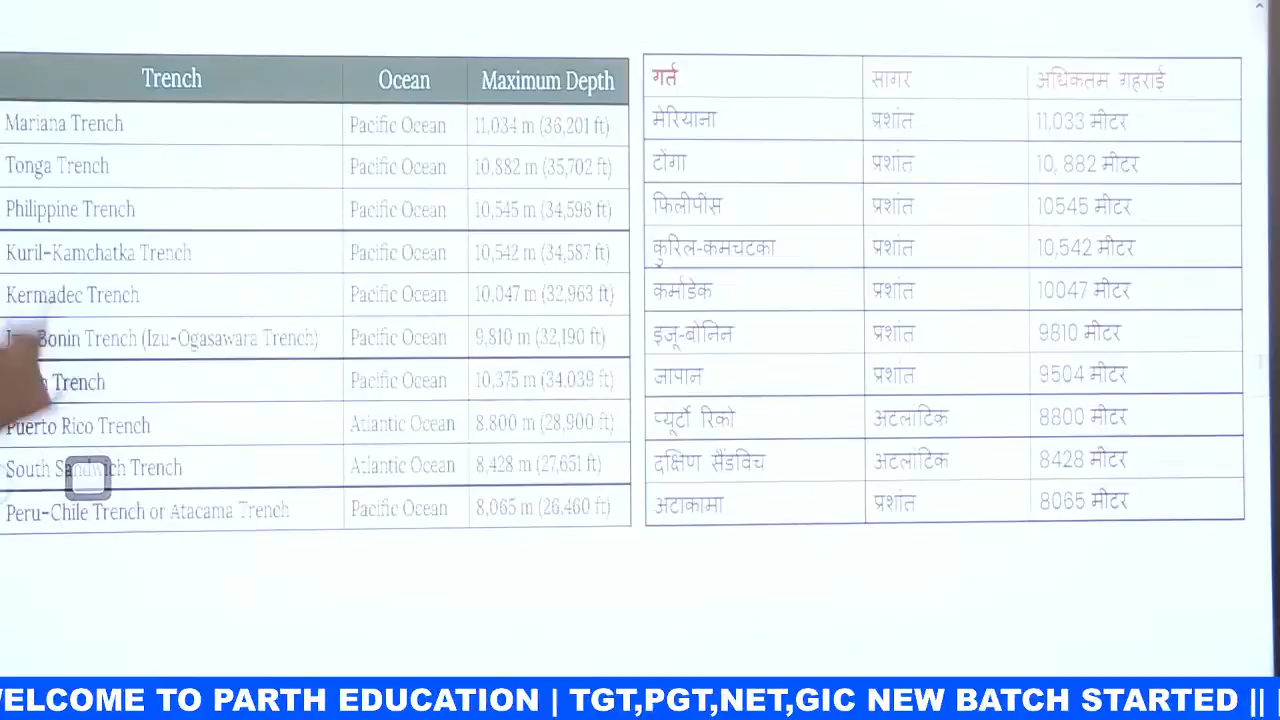 Trench Ocean Maximum Depth
Mariana Trench Pacific Ocean 11,034 m (36,201 ft)
Tonga Trench Pacific Ocean 10,882 m (35,702 ft)
Philippine Trench Pacific Ocean 10,545 m (34,596 ft)
Kuril-Kamchatka Trench Pacific Ocean 10,542 m (34,587 ft)
Kermadec Trench Pacific Ocean 10,047 m (32,963 ft)
Bonin Trench (Izu-Ogasawara Trench) Pacific Ocean 9,810 m (32,190 ft)
Trench Pacific Ocean 10,375 m (34,039 ft)
Puerto Rico Trench Atlantic Ocean 8,800 m (28,900 ft)
South Sandwich Trench Atlantic Ocean 8,428 m (27,651 ft)
Peru-Chile Trench or Atacama Trench Pacific Ocean 8,065 m (26,460 ft)
गर्त सागर अधिकतम गहराई
मेरियाना प्रशांत 11,033 मीटर
टोंगा प्रशांत 10, 882 मीटर
फिलीपींस प्रशांत 10545 मीटर
कुरिल-कमचटका प्रशांत 10,542 मीटर
कर्माडेक प्रशांत 10047 मीटर
इजू-बोनिन प्रशांत 9810 मीटर
जापान प्रशांत 9504 मीटर
प्यूर्टो रिको अटलांटिक 8800 मीटर
दक्षिण सैंडविच अटलांटिक 8428 मीटर
अटाकामा प्रशांत 8065 मीटर
WELCOME TO PARTH EDUCATION | TGT,PGT,NET,GIC NEW BATCH STARTED ||